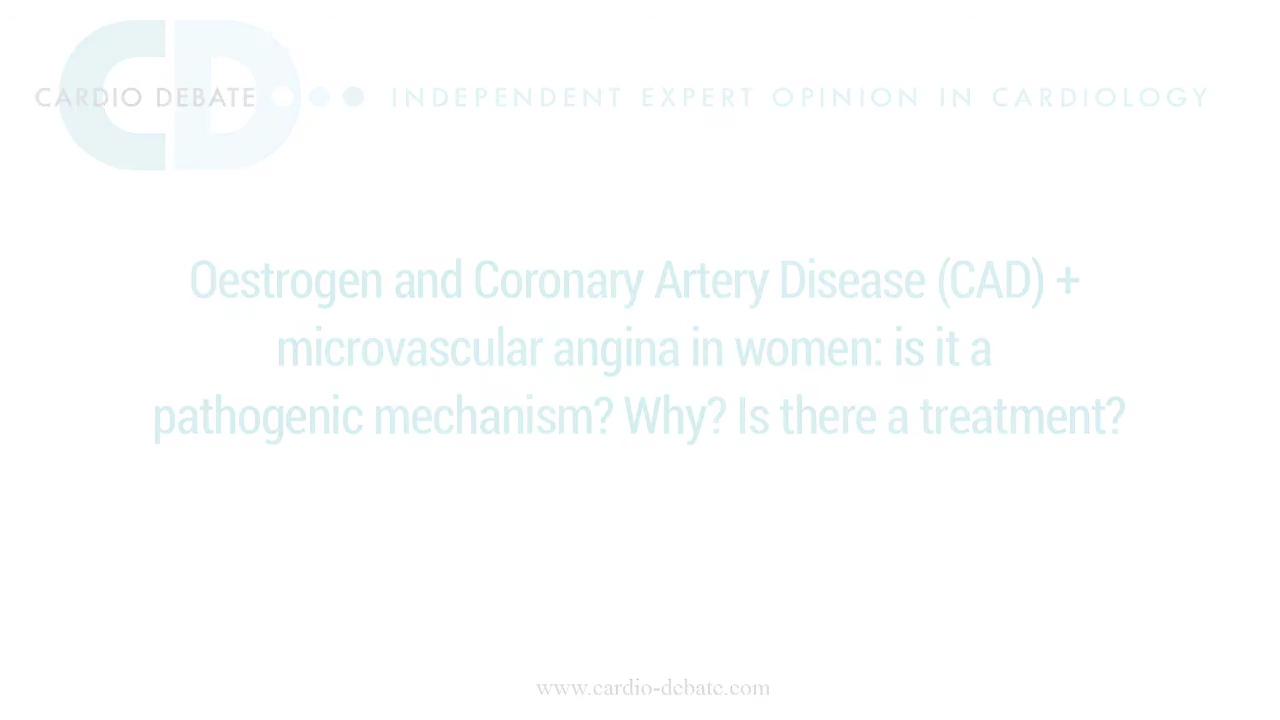 CARDIO DEBATE
INDEPENDENT EXPERT OPINION IN CARDIOLOGY
Oestrogen and Coronary Artery Disease (CAD) +
microvascular angina in women: is it a
pathogenic mechanism? Why? Is there a treatment?
www.cardio-debate.com